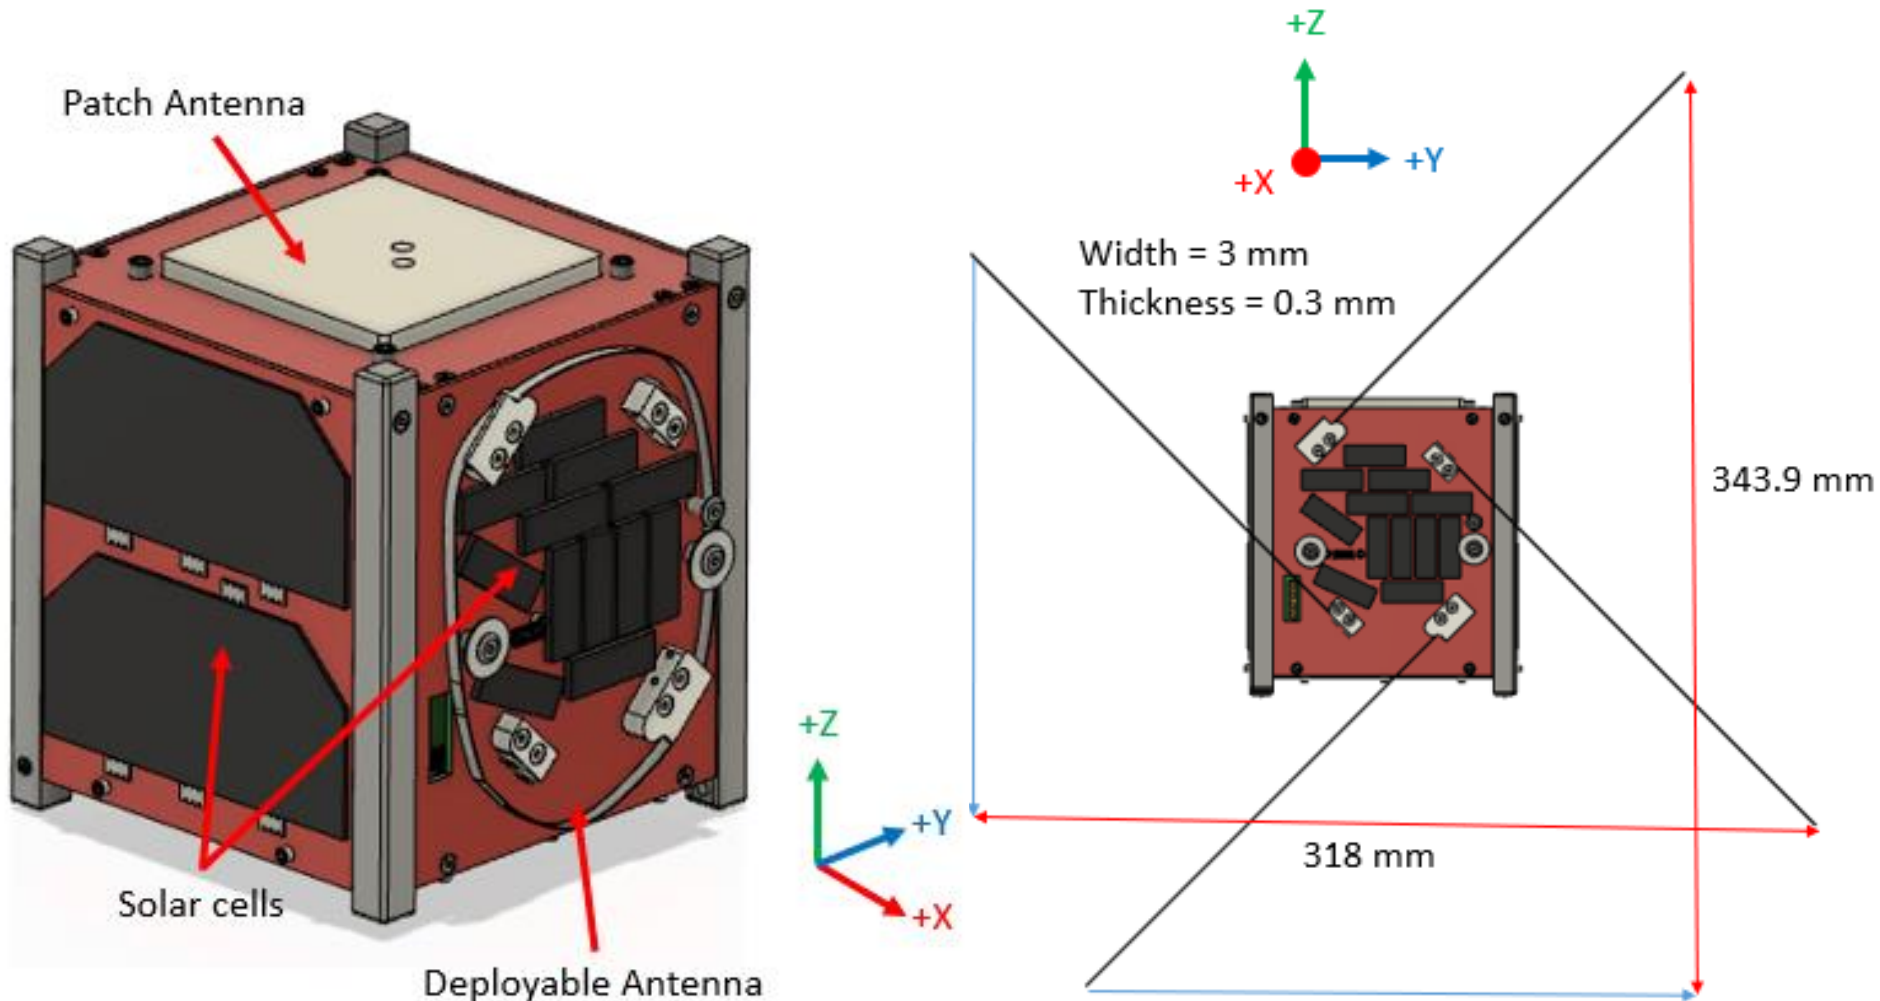 Patch Antenna
Solar cells
Deployable Antenna
+Z
+Y
+X
+Z
+Y
+X
Width = 3 mm
Thickness = 0.3 mm
343.9 mm
318 mm